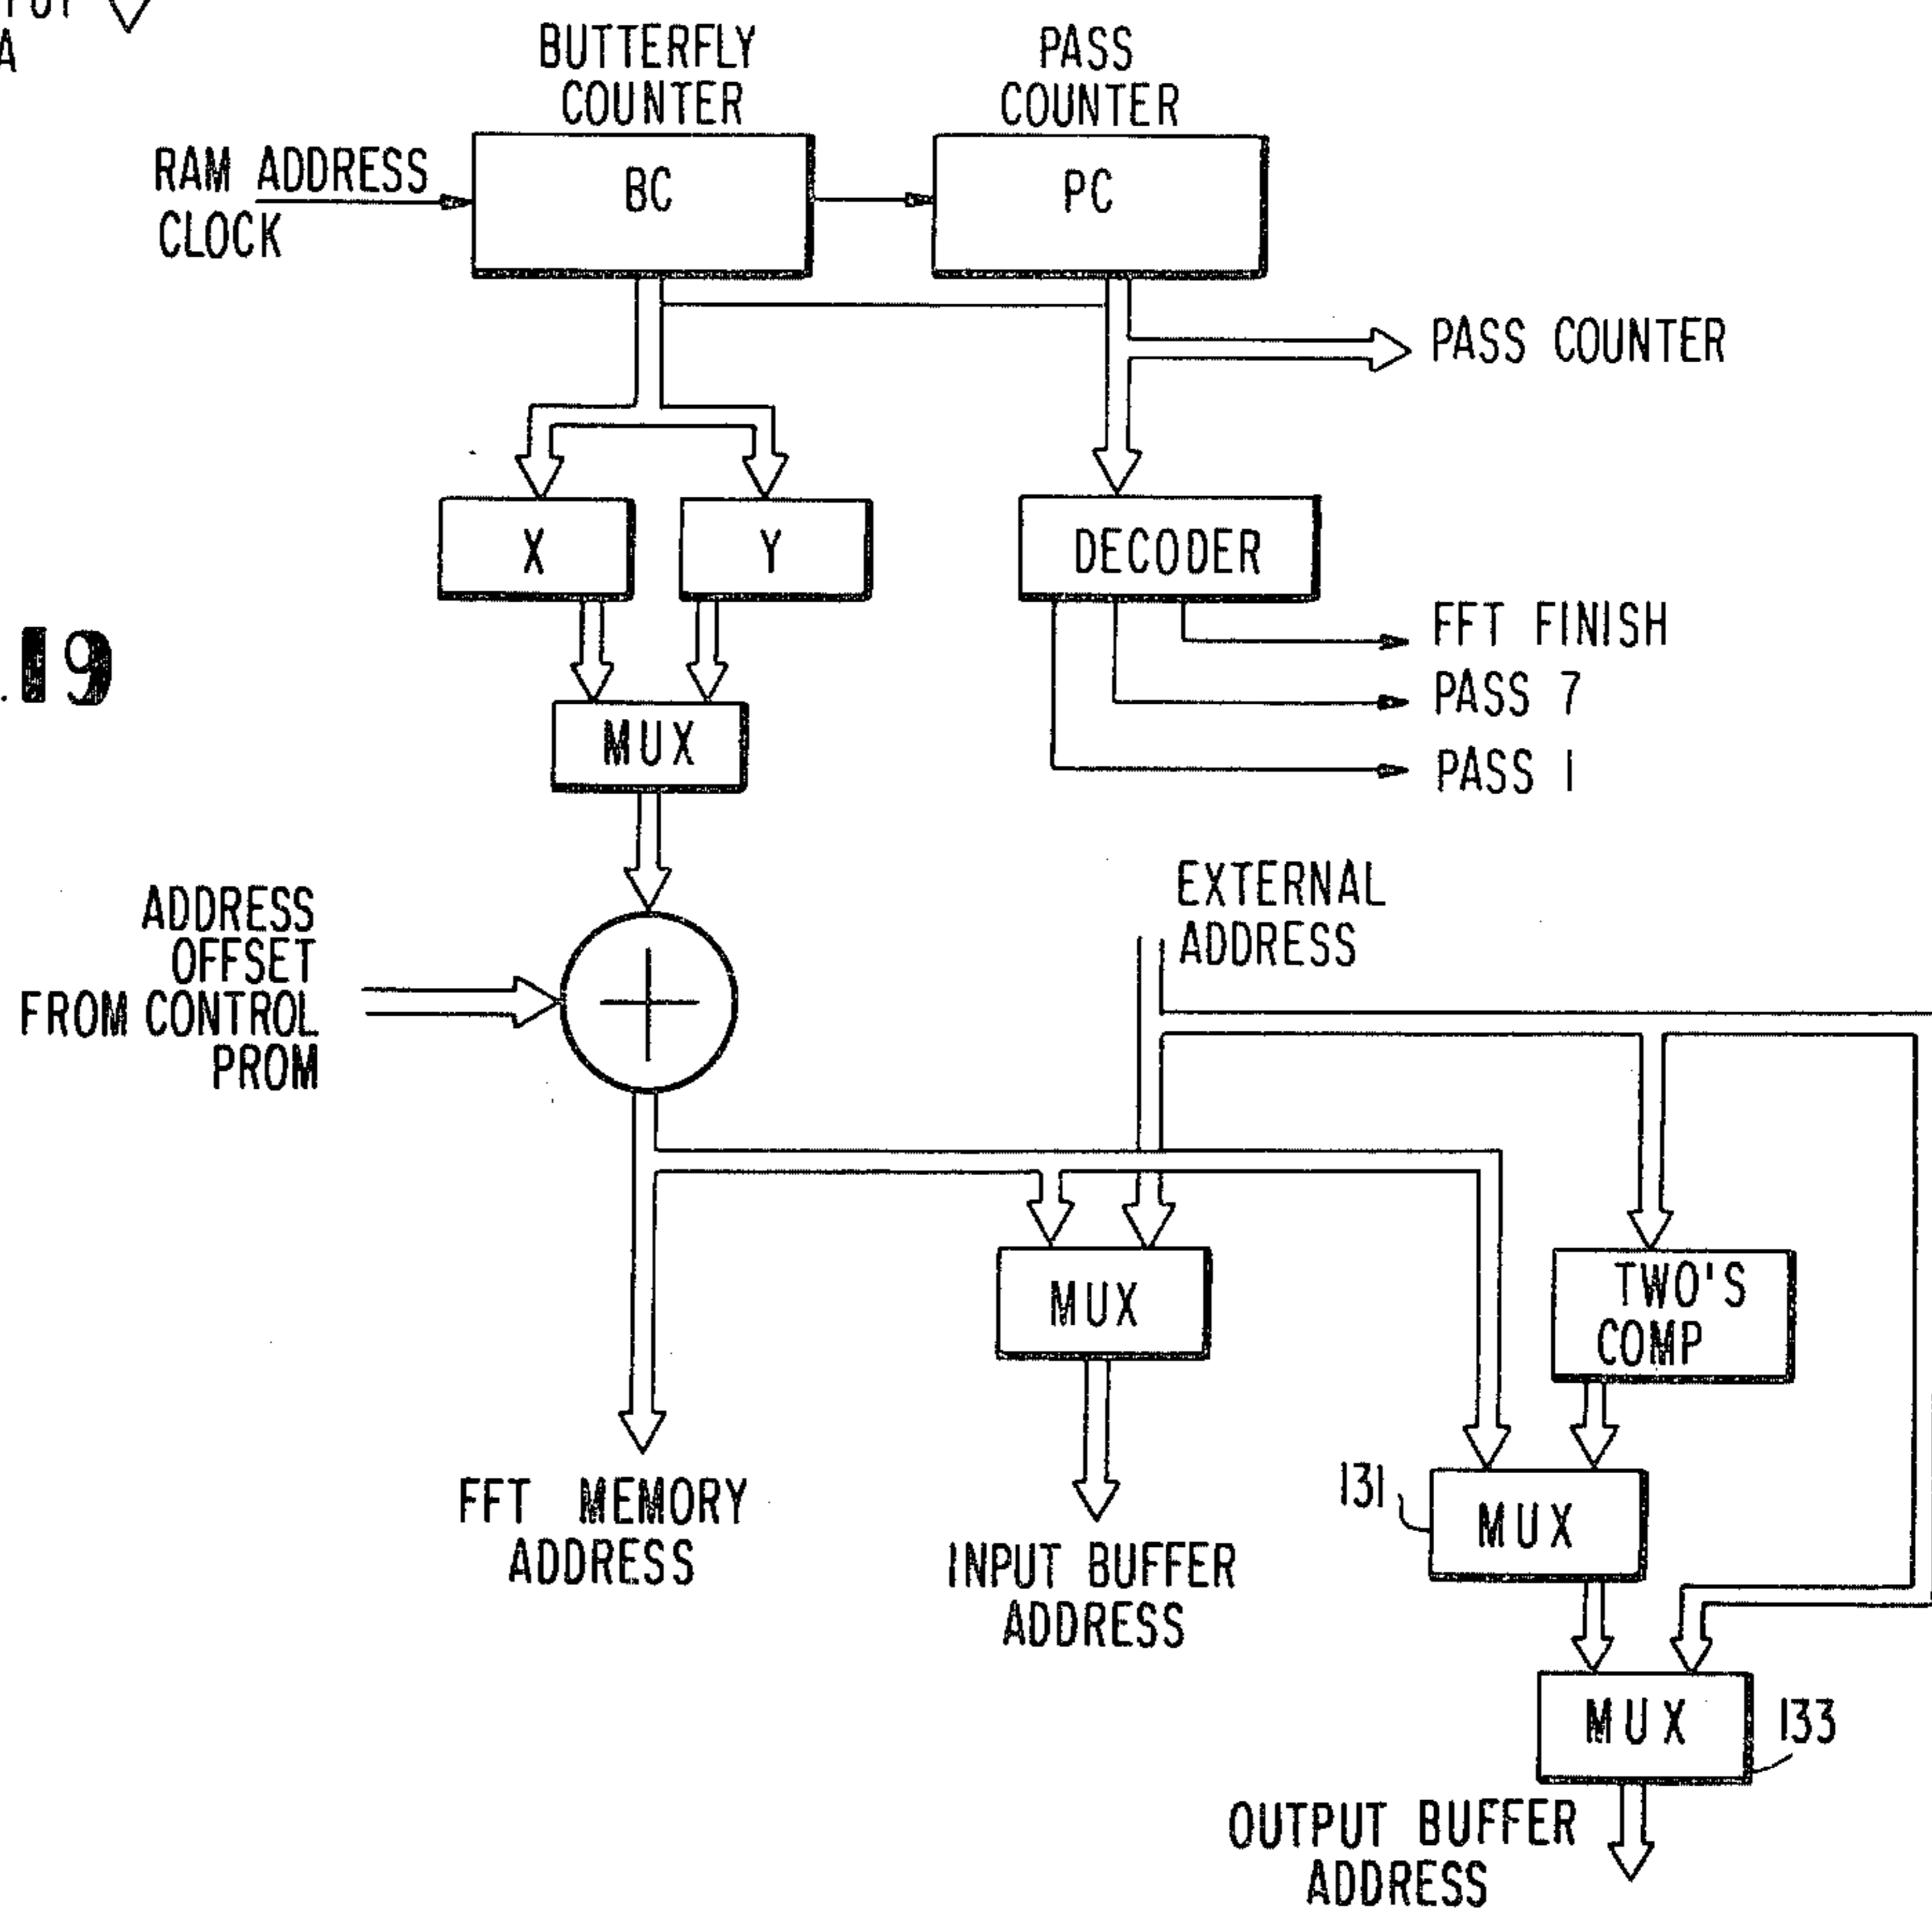 A
BUTTERFLY
COUNTER
PASS
COUNTER
RAM ADDRESS
CLOCK
BC
PC
PASS COUNTER
X
Y
DECODER
FFT FINISH
PASS 7
PASS 1
.19
MUX
ADDRESS
OFFSET
FROM CONTROL
PROM
EXTERNAL
ADDRESS
MUX
TWO'S
COMP
131
MUX
FFT MEMORY
ADDRESS
INPUT BUFFER
ADDRESS
MUX
133
OUTPUT BUFFER
ADDRESS